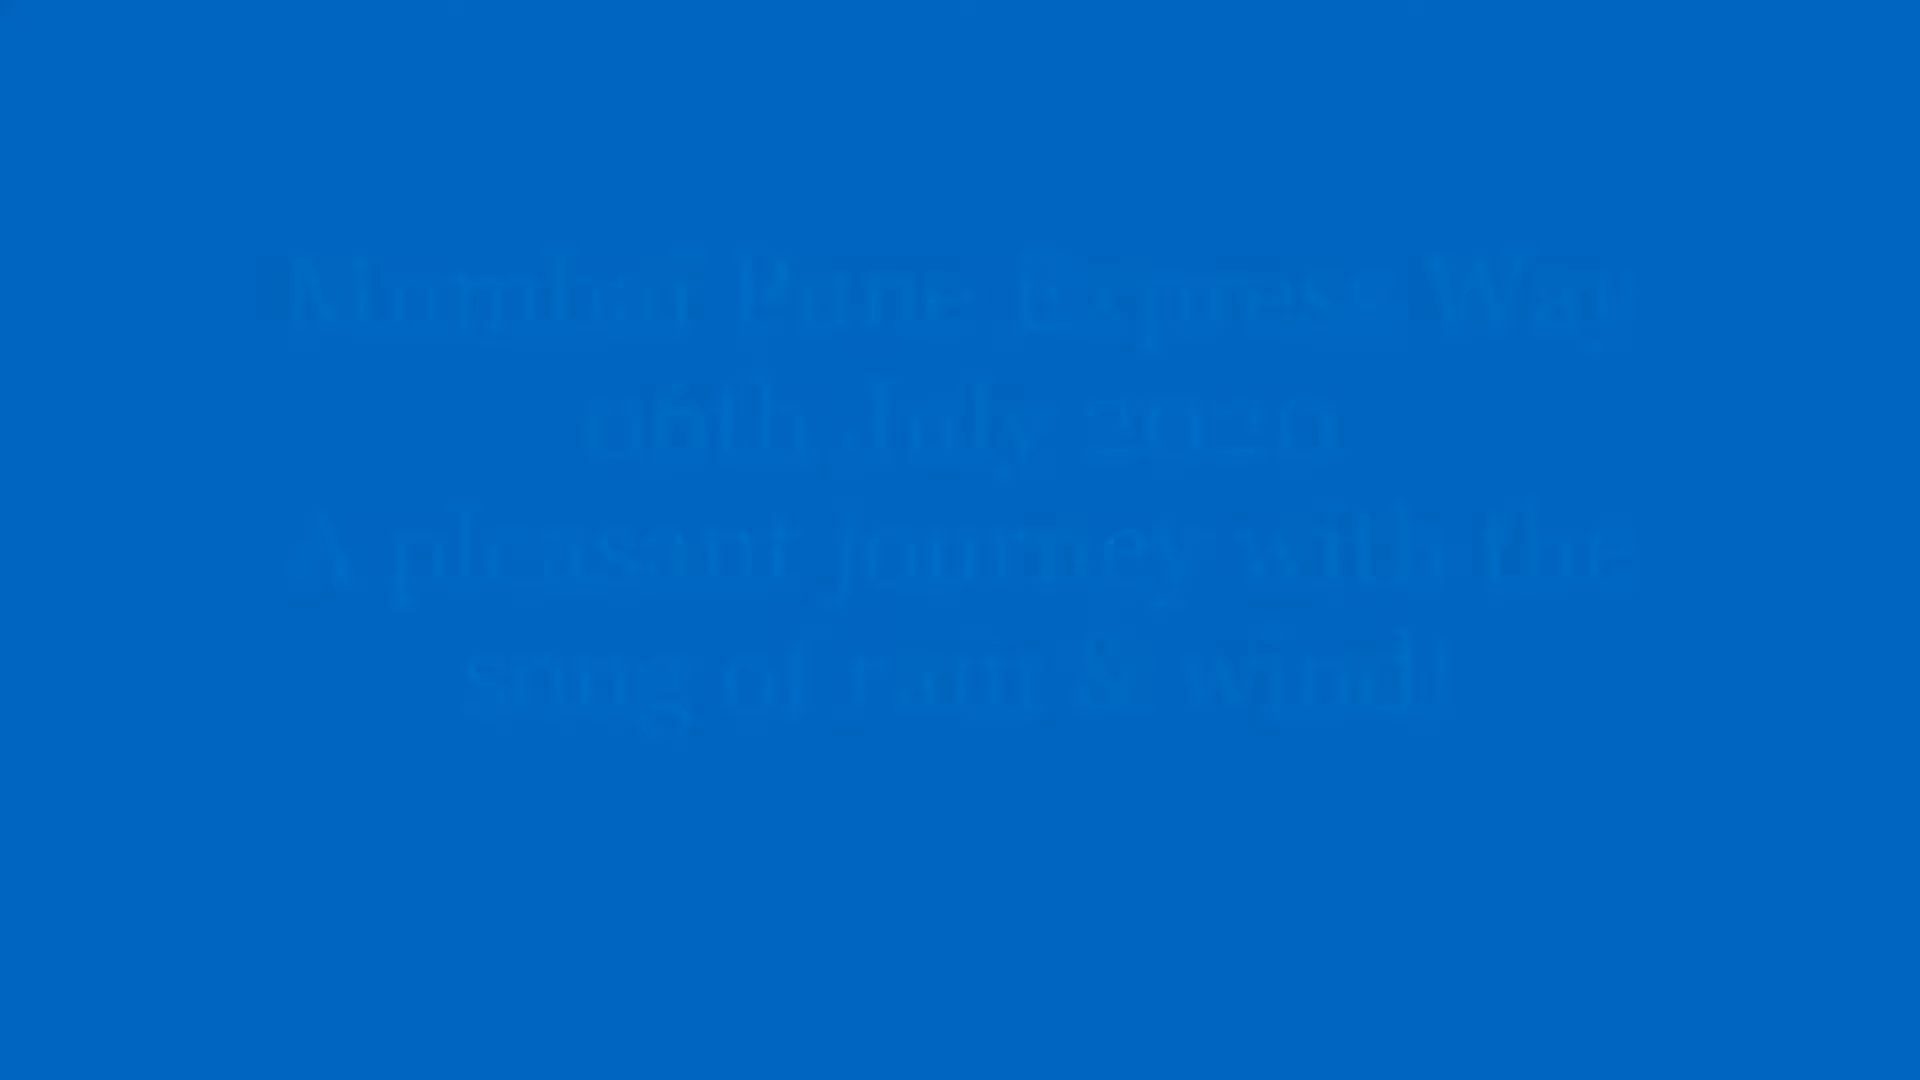 Mumbai Pune Express Way
06th July 2020
A pleasant journey with the
song of rain & wind!